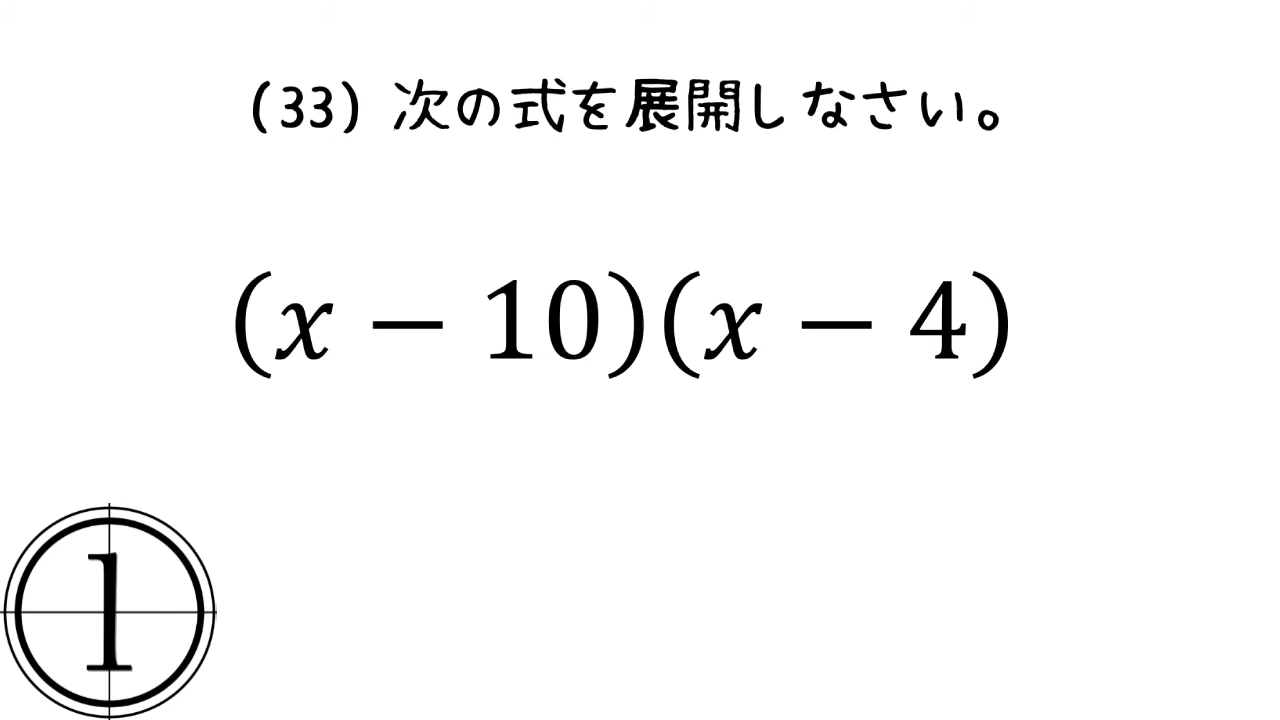 (33) 次の式を展開しなさい。
(x − 10)(x − 4)
1